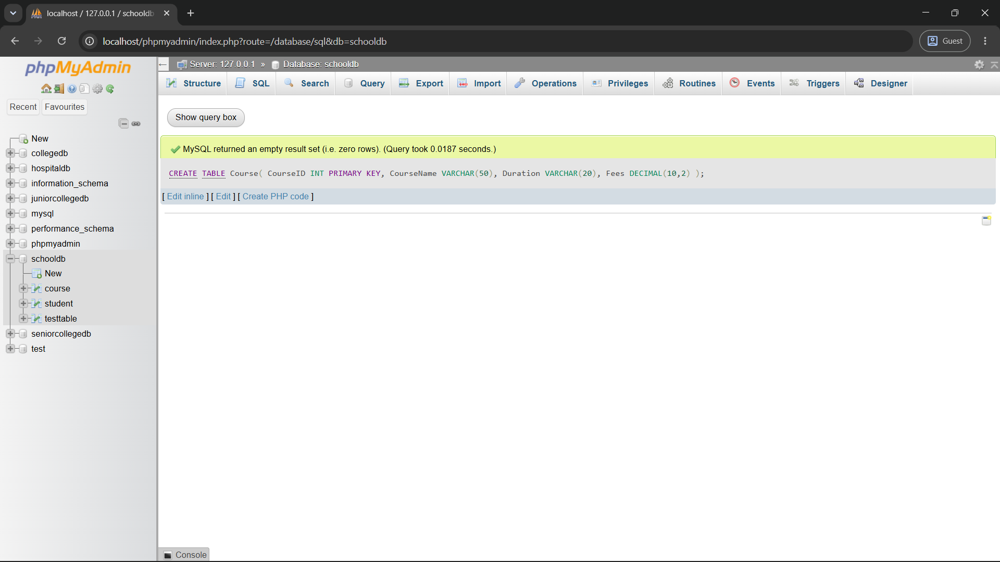 localhost / 127.0.0.1 / schooldb
localhost/phpmyadmin/index.php?route=/database/sql&db=schooldb
Guest
phpMyAdmin
Recent
Favourites
New
collegedb
hospitaldb
information_schema
juniorcollegedb
mysql
performance_schema
phpmyadmin
schooldb
New
course
student
testtable
seniorcollegedb
test
Server: 127.0.0.1 » Database: schooldb
Structure
SQL
Search
Query
Export
Import
Operations
Privileges
Routines
Events
Triggers
Designer
Show query box
MySQL returned an empty result set (i.e. zero rows). (Query took 0.0187 seconds.)
CREATE TABLE Course( CourseID INT PRIMARY KEY, CourseName VARCHAR(50), Duration VARCHAR(20), Fees DECIMAL(10,2) );
[ Edit inline ] [ Edit ] [ Create PHP code ]
Console